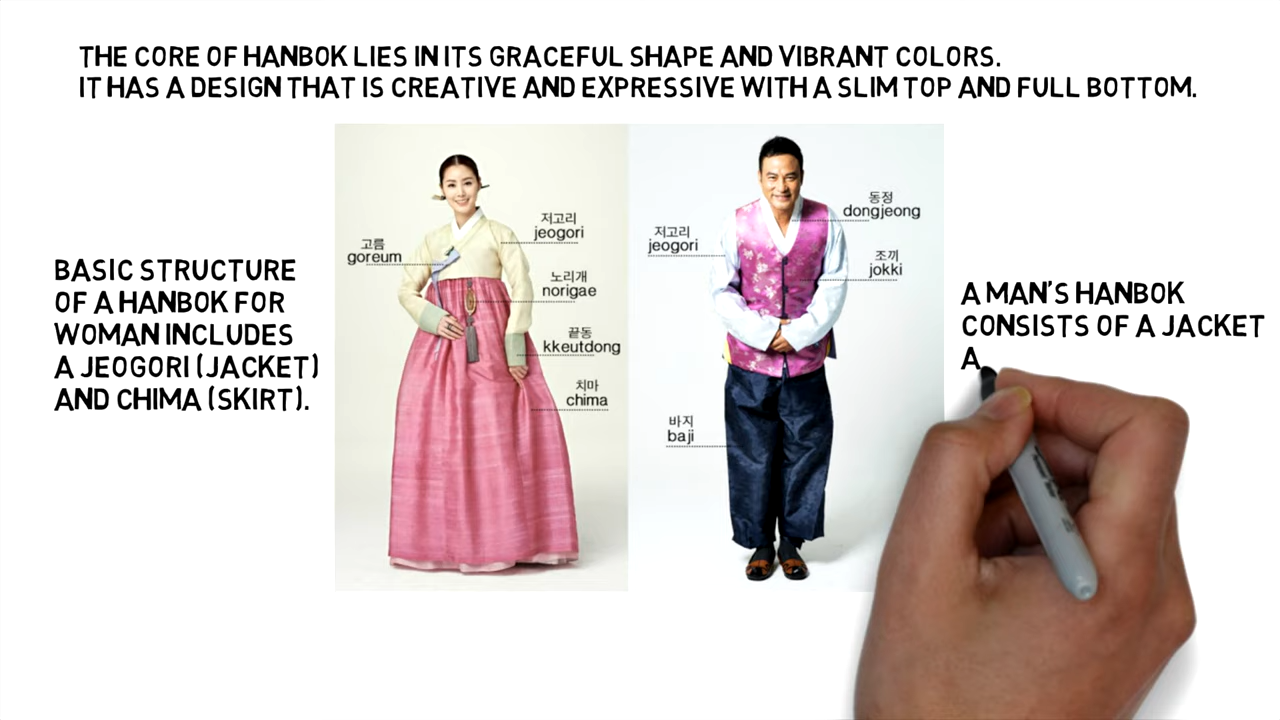 THE CORE OF HANBOK LIES IN ITS GRACEFUL SHAPE AND VIBRANT COLORS.
IT HAS A DESIGN THAT IS CREATIVE AND EXPRESSIVE WITH A SLIM TOP AND FULL BOTTOM.
BASIC STRUCTURE
OF A HANBOK FOR
WOMAN INCLUDES
A JEOGORI (JACKET)
AND CHIMA (SKIRT).
고름
goreum
저고리
jeogori
노리개
norigae
끝동
kkeutdong
치마
chima
저고리
jeogori
동정
dongjeong
조끼
jokki
바지
baji
A MAN'S HANBOK
CONSISTS OF A JACKET
A